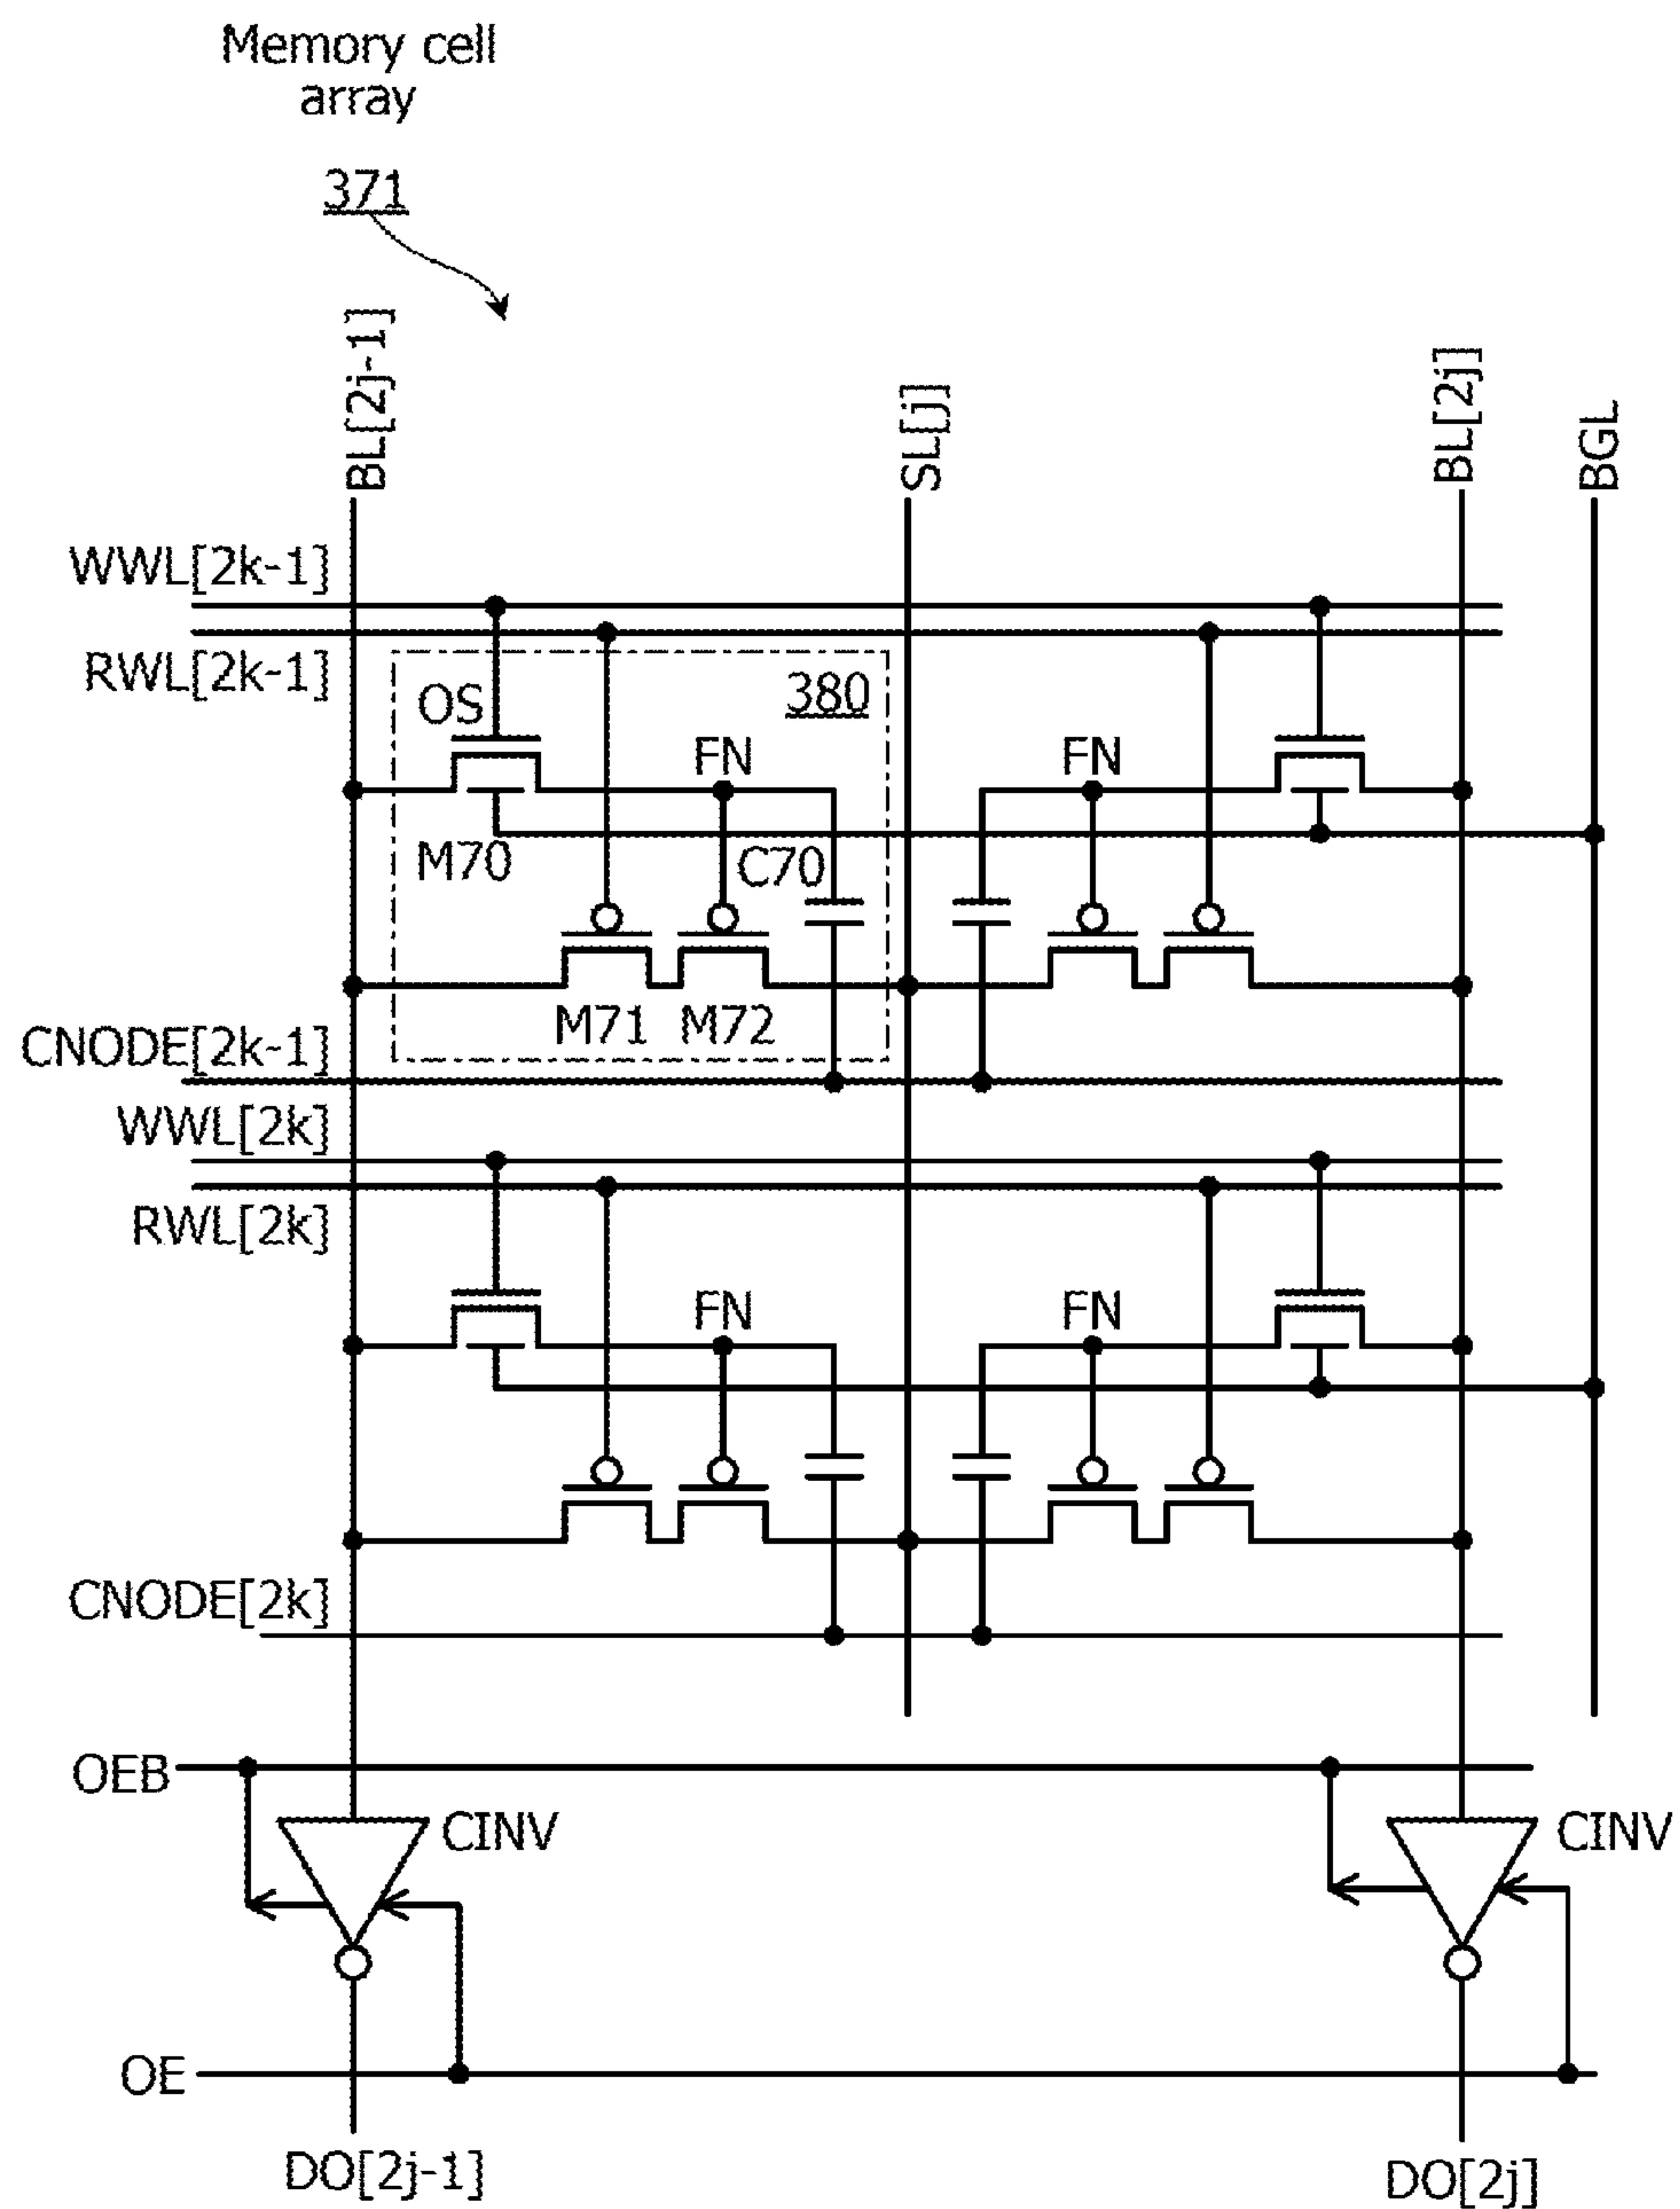 Memory cell
array
371
BL[2j-1]
SL[j]
BL[2j]
BGL
WWL[2k-1]
RWL[2k-1]
OS
380
FN
FN
M70
C70
M71 M72
CNODE[2k-1]
WWL[2k]
RWL[2k]
FN
FN
CNODE[2k]
OEB
CINV
CINV
OE
DO[2j-1]
DO[2j]